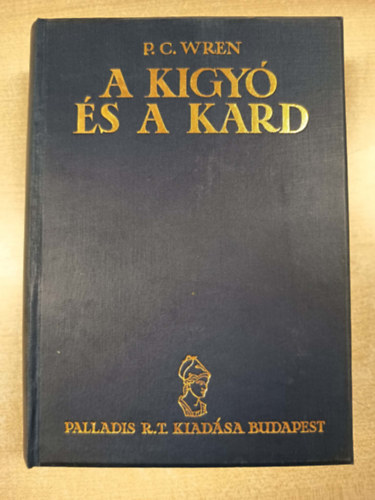 P. C. WREN
A KIGYÓ
ÉS A KARD
PALLADIS R.T. KIADÁSA BUDAPEST